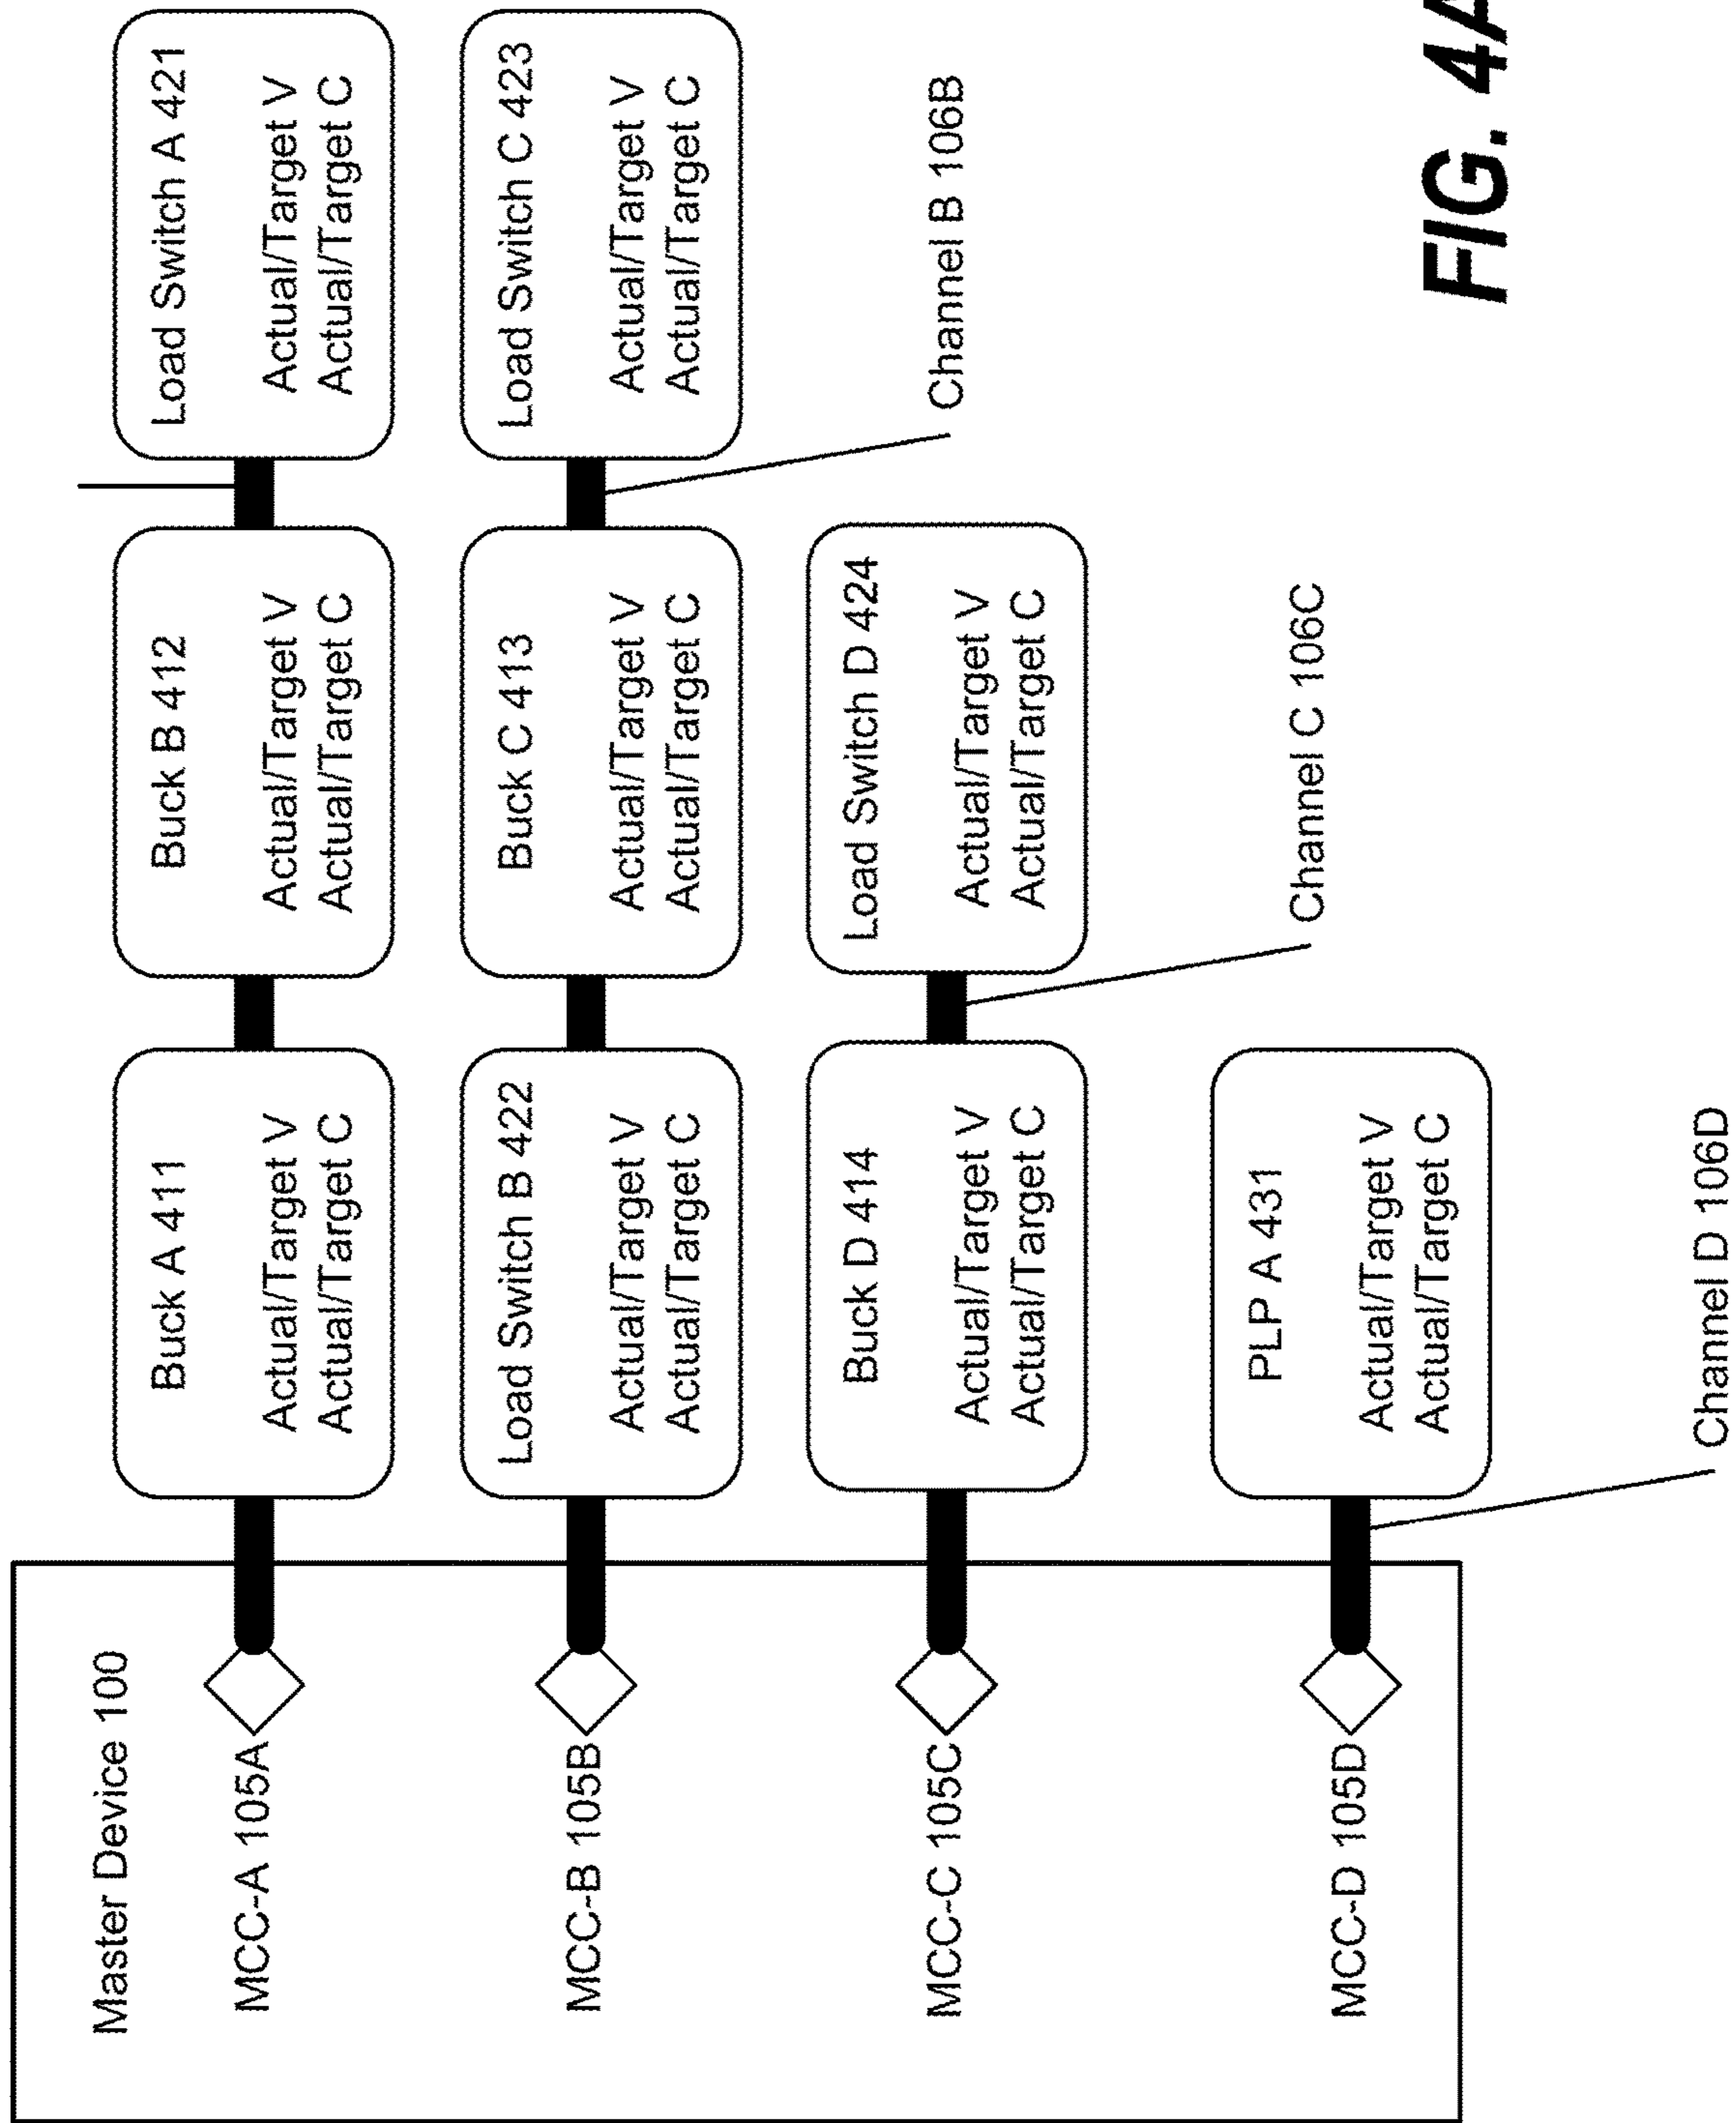 Master Device 100
MCC-A 105A
Buck A 411
Actual/Target V
Actual/Target C
Buck B 412
Actual/Target V
Actual/Target C
Load Switch A 421
Actual/Target V
Actual/Target C
MCC-B 105B
Load Switch B 422
Actual/Target V
Actual/Target C
Buck C 413
Actual/Target V
Actual/Target C
Load Switch C 423
Actual/Target V
Actual/Target C
Channel B 106B
MCC-C 105C
Buck D 414
Actual/Target V
Actual/Target C
Load Switch D 424
Actual/Target V
Actual/Target C
Channel C 106C
MCC-D 105D
PLP A 431
Actual/Target V
Actual/Target C
Channel D 106D
FIG. 4A